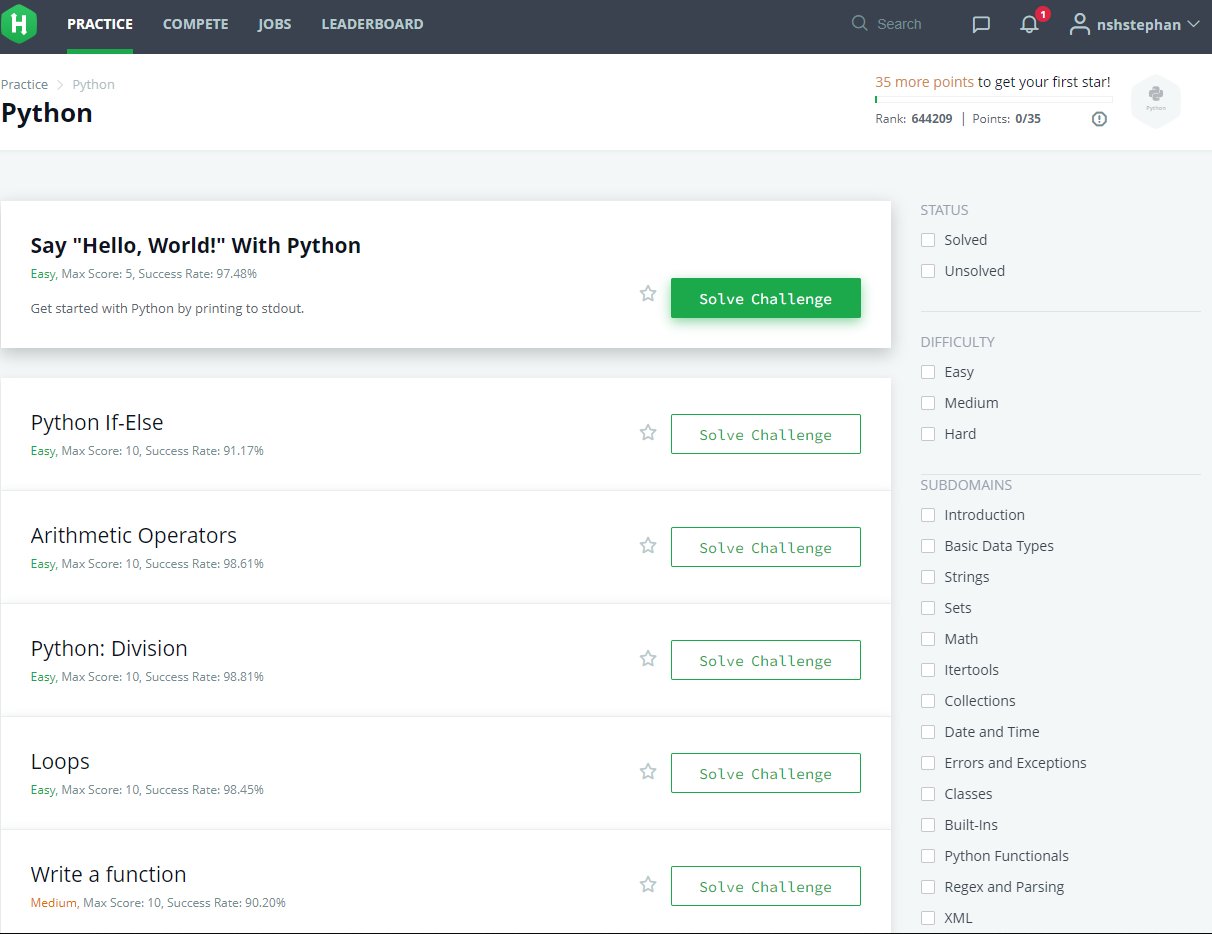 H
PRACTICE COMPETE JOBS LEADERBOARD Search 1 nshstephan
Practice Python
Python
35 more points to get your first star!
Rank: 644209 | Points: 0/35
Python
Say "Hello, World!" With Python
Easy, Max Score: 5, Success Rate: 97.48%
Get started with Python by printing to stdout.
Solve Challenge
Python If-Else
Easy, Max Score: 10, Success Rate: 91.17%
Solve Challenge
Arithmetic Operators
Easy, Max Score: 10, Success Rate: 98.61%
Solve Challenge
Python: Division
Easy, Max Score: 10, Success Rate: 98.81%
Solve Challenge
Loops
Easy, Max Score: 10, Success Rate: 98.45%
Solve Challenge
Write a function
Medium, Max Score: 10, Success Rate: 90.20%
Solve Challenge
STATUS
Solved
Unsolved
DIFFICULTY
Easy
Medium
Hard
SUBDOMAINS
Introduction
Basic Data Types
Strings
Sets
Math
Itertools
Collections
Date and Time
Errors and Exceptions
Classes
Built-Ins
Python Functionals
Regex and Parsing
XML